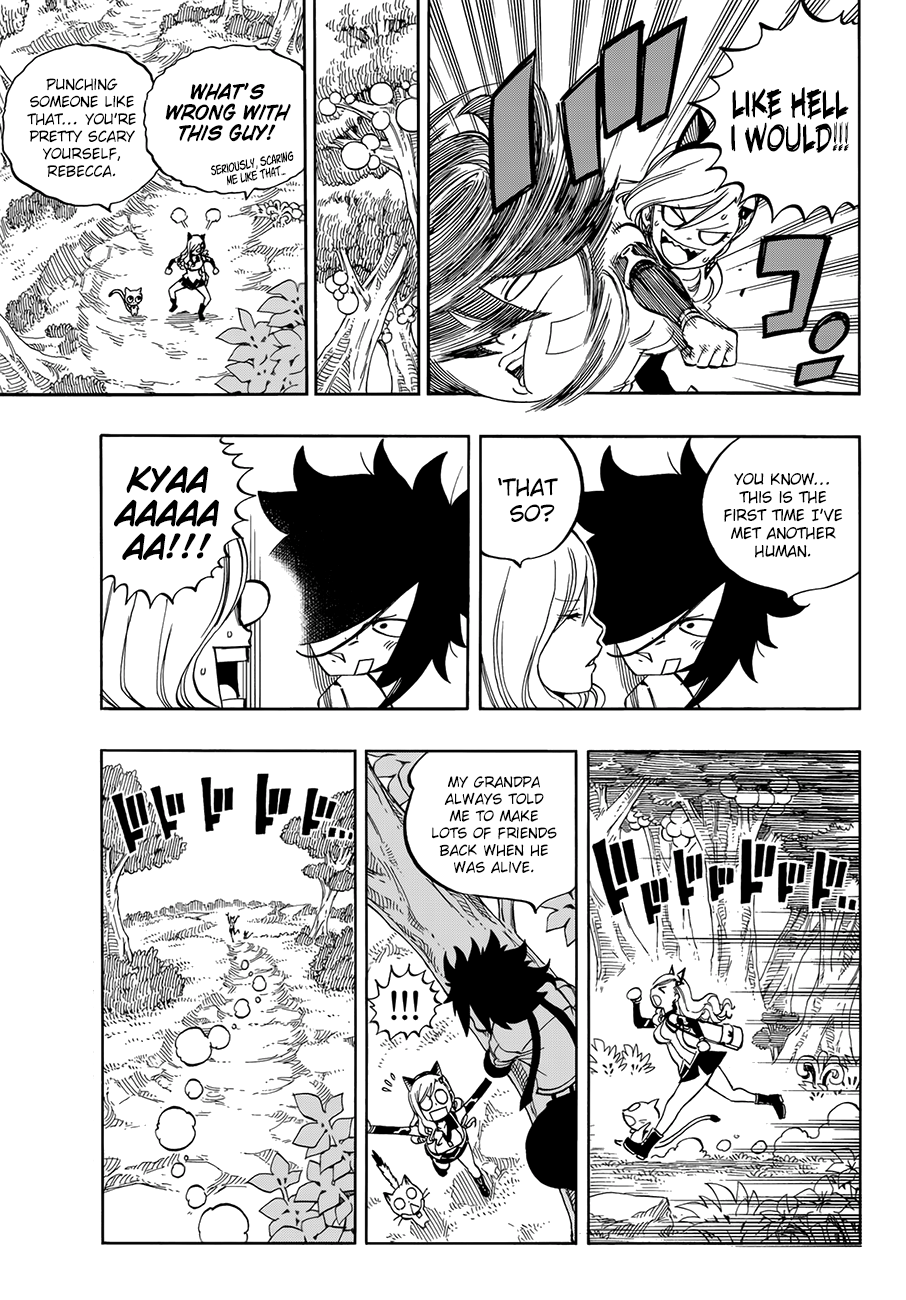 LIKE HELL
I WOULD!!!
WHAT'S
WRONG WITH
THIS GUY!
SERIOUSLY, SCARING
ME LIKE THAT...
PUNCHING
SOMEONE LIKE
THAT... YOU'RE
PRETTY SCARY
YOURSELF,
REBECCA.
YOU KNOW...
THIS IS THE
FIRST TIME I'VE
MET ANOTHER
HUMAN.
'THAT
SO?
KYAA
AAAAA
AA!!!
ドドドドドド...
MY GRANDPA
ALWAYS TOLD
ME TO MAKE
LOTS OF FRIENDS
BACK WHEN HE
WAS ALIVE.
!!!
ドドドドド...